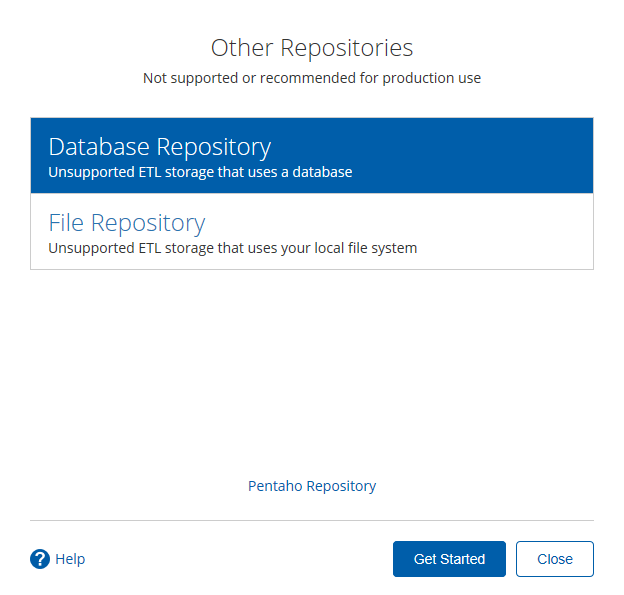 Other Repositories
Not supported or recommended for production use
Database Repository
Unsupported ETL storage that uses a database
File Repository
Unsupported ETL storage that uses your local file system
Pentaho Repository
? Help
Get Started
Close